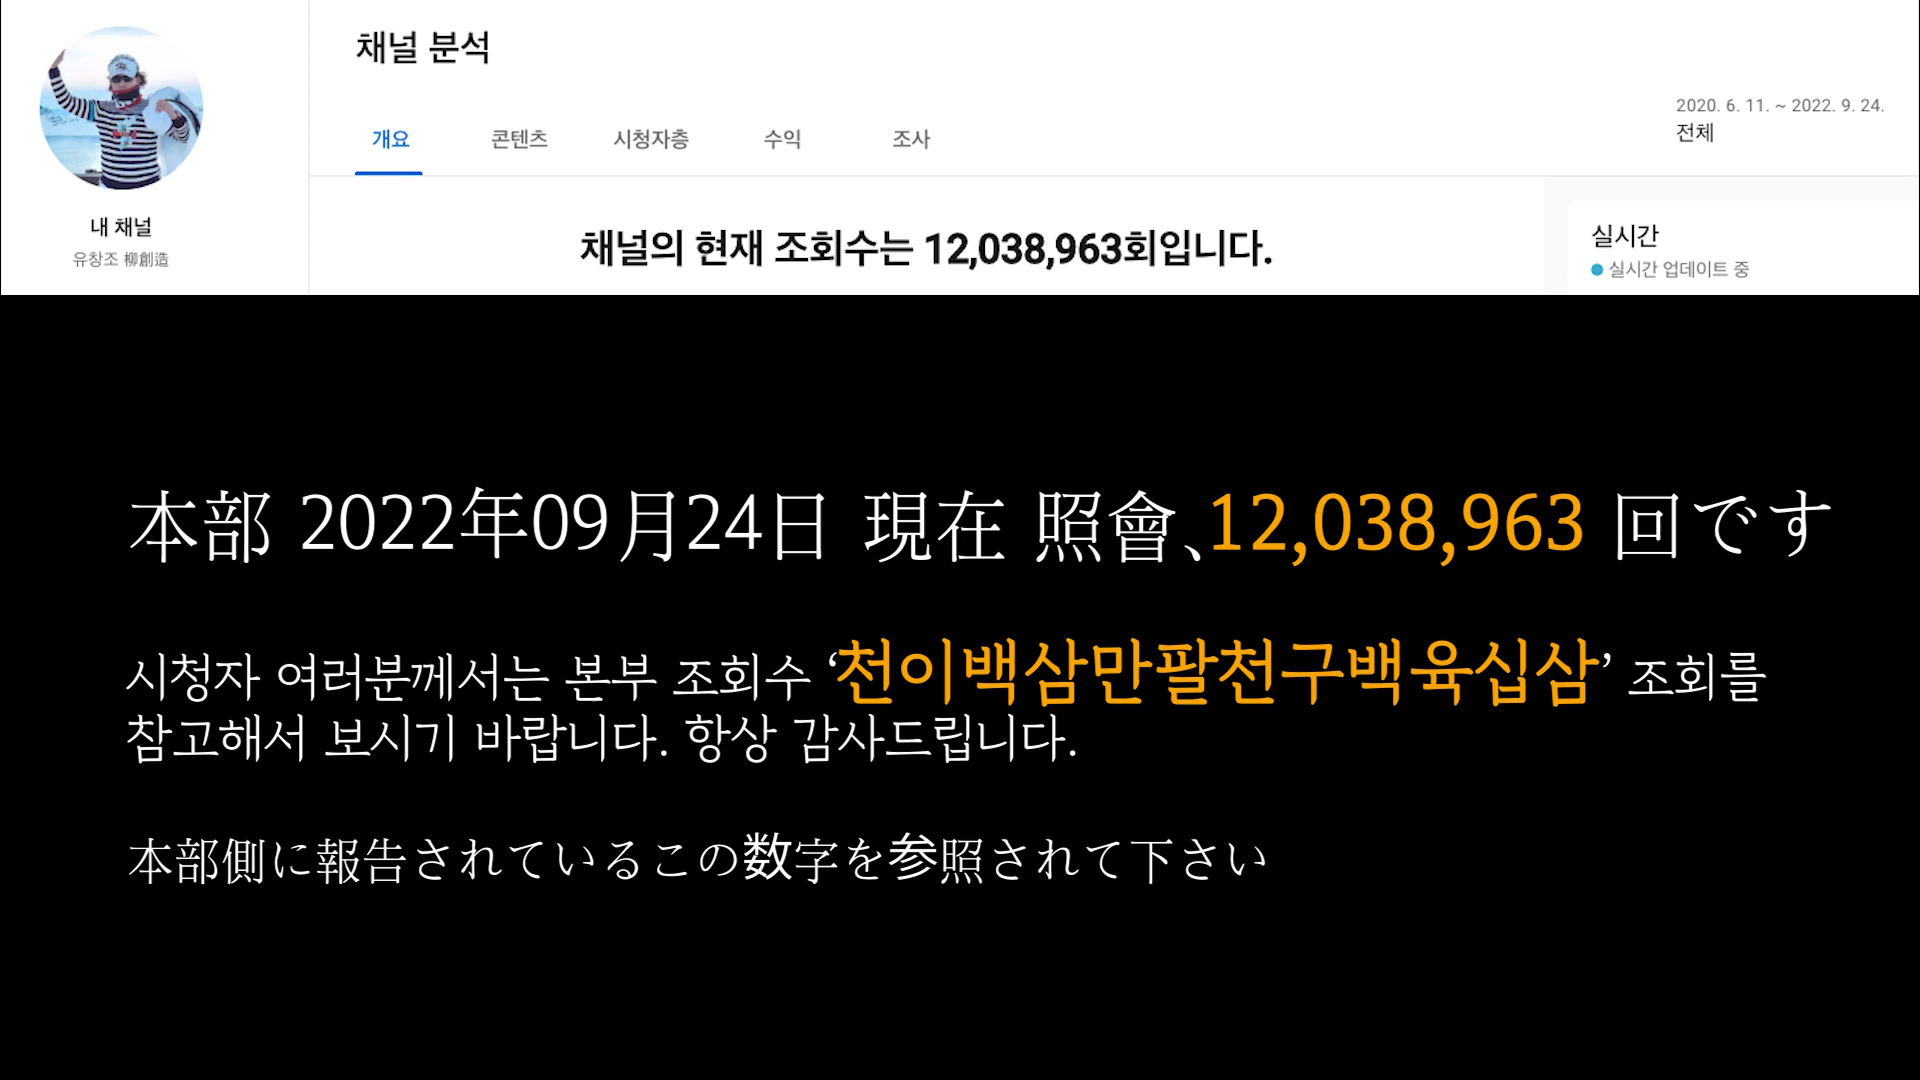 채널 분석
2020. 6. 11. ~ 2022. 9. 24.
전체
개요 콘텐츠 시청자층 수익 조사
내 채널
유창조 柳創造
채널의 현재 조회수는 12,038,963회입니다.
실시간
실시간 업데이트 중
本部 2022年09月24日 現在 照會、12,038,963 回です
시청자 여러분께서는 본부 조회수 ‘천이백삼만팔천구백육십삼’ 조회를
참고해서 보시기 바랍니다. 항상 감사드립니다.
本部側に報告されているこの数字を参照されて下さい